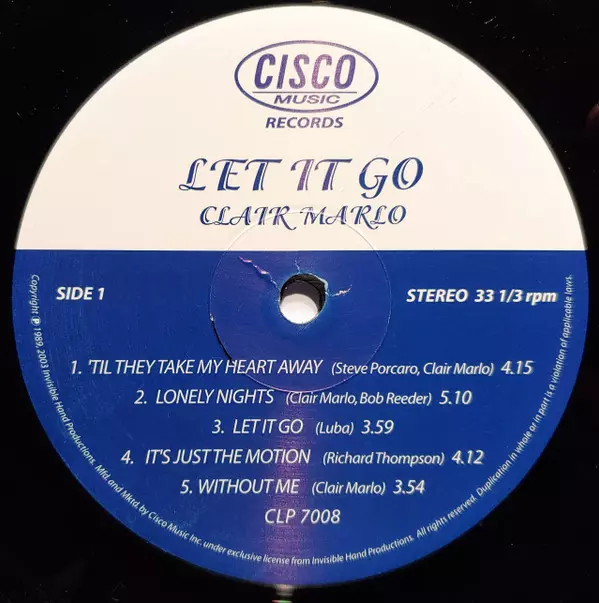 CISCO
MUSIC
RECORDS
LET IT GO
CLAIR MARLO
SIDE 1
STEREO 33 1/3 rpm
1. 'TIL THEY TAKE MY HEART AWAY (Steve Porcaro, Clair Marlo) 4.15
2. LONELY NIGHTS (Clair Marlo, Bob Reeder) 5.10
3. LET IT GO (Luba) 3.59
4. IT'S JUST THE MOTION (Richard Thompson) 4.12
5. WITHOUT ME (Clair Marlo) 3.54
CLP 7008
Copyright ℗ 1989, 2003 Invisible Hand Productions. Mfd. and Mktd. by Cisco Music Inc. under exclusive license from Invisible Hand Productions. All rights reserved. Duplication in whole or in part is a violation of applicable laws.